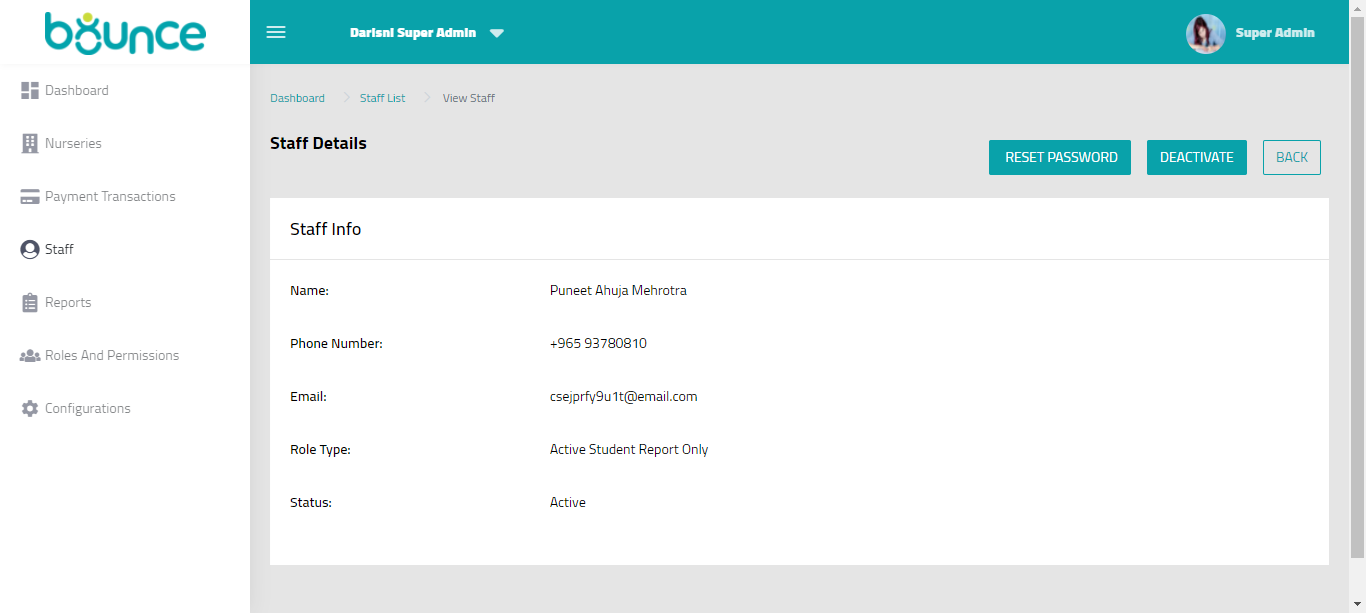 bounce
Darisni Super Admin
Super Admin
Dashboard
Nurseries
Payment Transactions
Staff
Reports
Roles And Permissions
Configurations
Dashboard Staff List View Staff
Staff Details
RESET PASSWORD DEACTIVATE BACK
Staff Info
Name: Puneet Ahuja Mehrotra
Phone Number: +965 93780810
Email: csejprfy9u1t@email.com
Role Type: Active Student Report Only
Status: Active